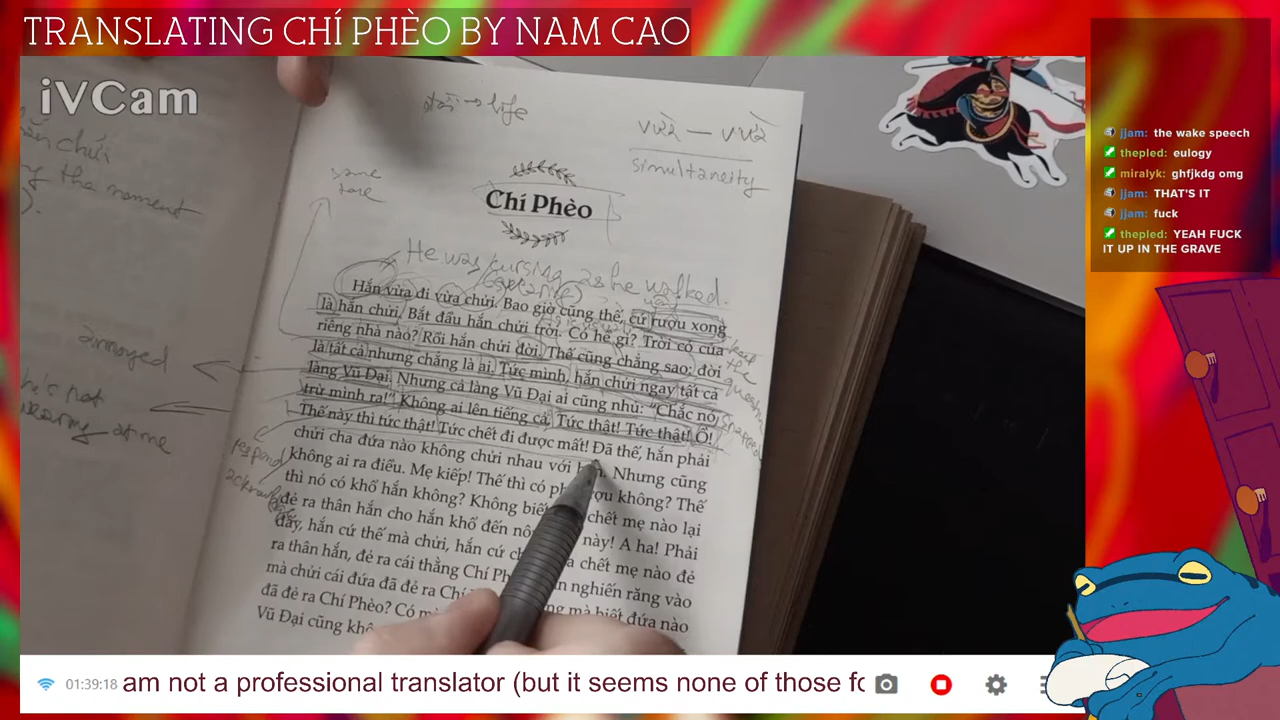 TRANSLATING CHÍ PHÈO BY NAM CAO
iVCam
→ life
vừa — vừa
simultaneity
same
Chí Phèo
He was cursing as he walked.
Hắn vừa đi vừa chửi. Bao giờ cũng thế, cứ rượu xong
là hắn chửi. Bắt đầu hắn chửi trời. Có hề gì? Trời có của
riêng nhà nào? Rồi hắn chửi đời. Thế cũng chẳng sao: đời
là tất cả nhưng chẳng là ai. Tức mình, hắn chửi ngay tất cả
làng Vũ Đại. Nhưng cả làng Vũ Đại ai cũng nhủ: “Chắc nó
trừ mình ra!” Không ai lên tiếng cả. Tức thật! Tức thật! Ồ!
Thế này thì tức thật! Tức chết đi được mất! Đã thế, hắn phải
chửi cha đứa nào không chửi nhau với Nhưng cũng
không ai ra điều. Mẹ kiếp! Thế thì có không? Thế
thì nó có khổ hắn không? Không biết chết mẹ nào lại
đẻ ra thân hắn cho hắn khổ đến này! A ha! Phải
đấy, hắn cứ thế mà chửi, hắn cứ chết mẹ nào đẻ
ra thân hắn, đẻ ra cái thằng Chí nghiến răng vào
mà chửi cái đứa đã đẻ ra mà biết đứa nào
đã đẻ ra Chí Phèo? Có
Vũ Đại cũng
hắn chửi
the moment
annoyed
he's not
at me
respond
jjam: the wake speech
thepled: eulogy
miralyk: ghfjkdg omg
jjam: THAT'S IT
jjam: fuck
thepled: YEAH FUCK
IT UP IN THE GRAVE
01:39:18
am not a professional translator (but it seems none of those